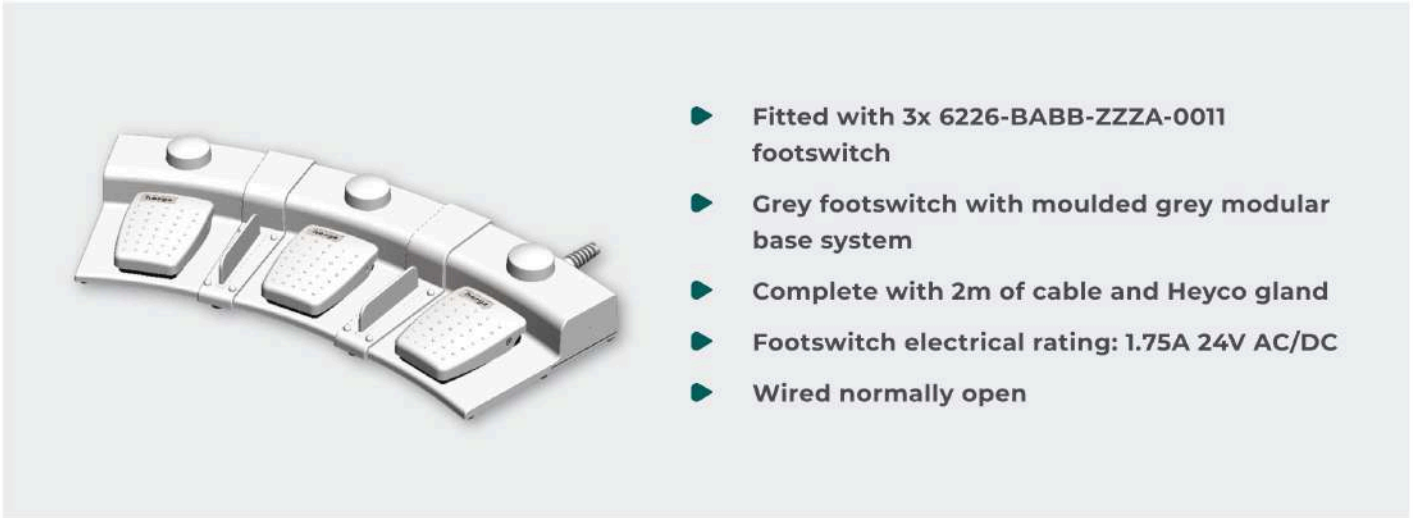 Fitted with 3x 6226-BABB-ZZZA-0011
footswitch
Grey footswitch with moulded grey modular
base system
Complete with 2m of cable and Heyco gland
Footswitch electrical rating: 1.75A 24V AC/DC
Wired normally open